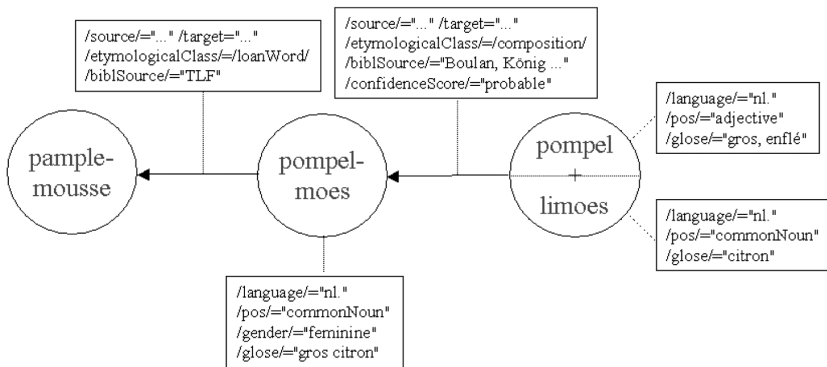 /source/="..." /target="..."
/etymologicalClass/=/loanWord/
/biblSource/="TLF"
/source/="..." /target="..."
/etymologicalClass/=/composition/
/biblSource/="Boulan, König ..."
/confidenceScore/="probable"
/language/="nl."
/pos/="adjective"
/glose/="gros, enflé"
pample-
mousse
pompel-
moes
pompel
+
limoes
/language/="nl."
/pos/="commonNoun"
/glose/="citron"
/language/="nl."
/pos/="commonNoun"
/gender/="feminine"
/glose/="gros citron"